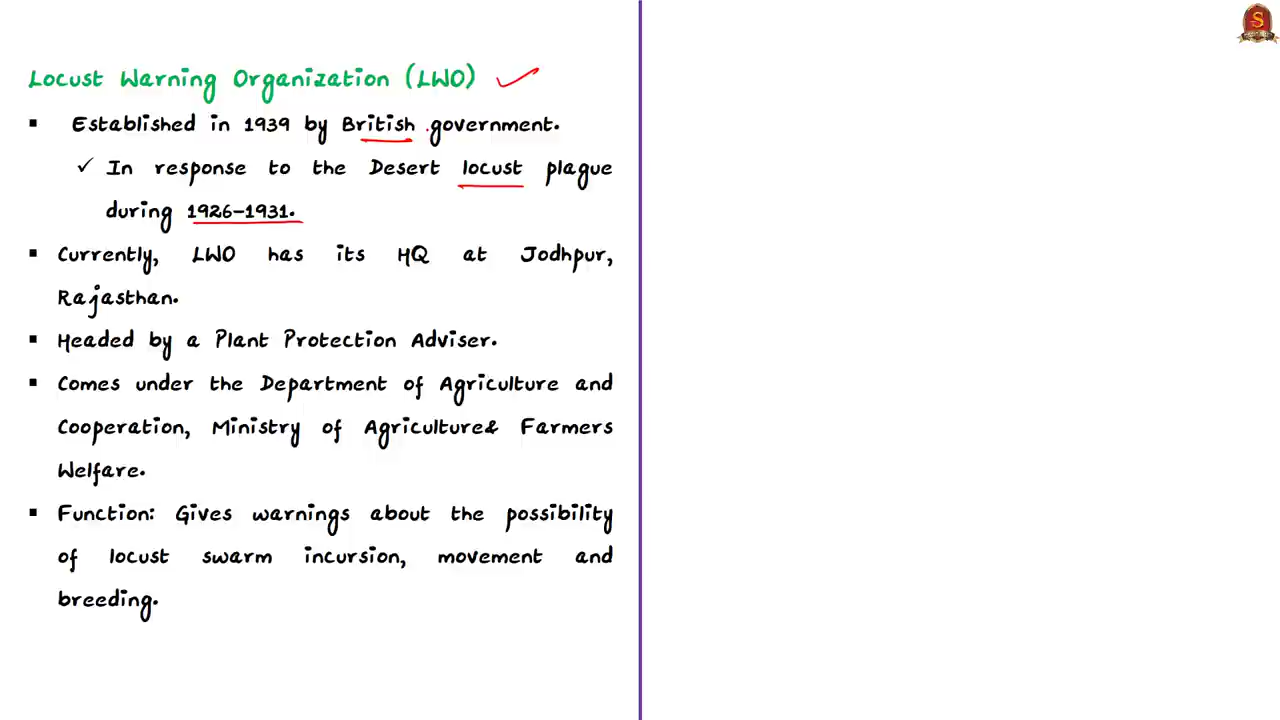 Locust Warning Organization (LWO)
▪ Established in 1939 by British government.
✓ In response to the Desert locust plague
during 1926-1931.
▪ Currently, LWO has its HQ at Jodhpur,
Rajasthan.
▪ Headed by a Plant Protection Adviser.
▪ Comes under the Department of Agriculture and
Cooperation, Ministry of Agriculture& Farmers
Welfare.
▪ Function: Gives warnings about the possibility
of locust swarm incursion, movement and
breeding.
S